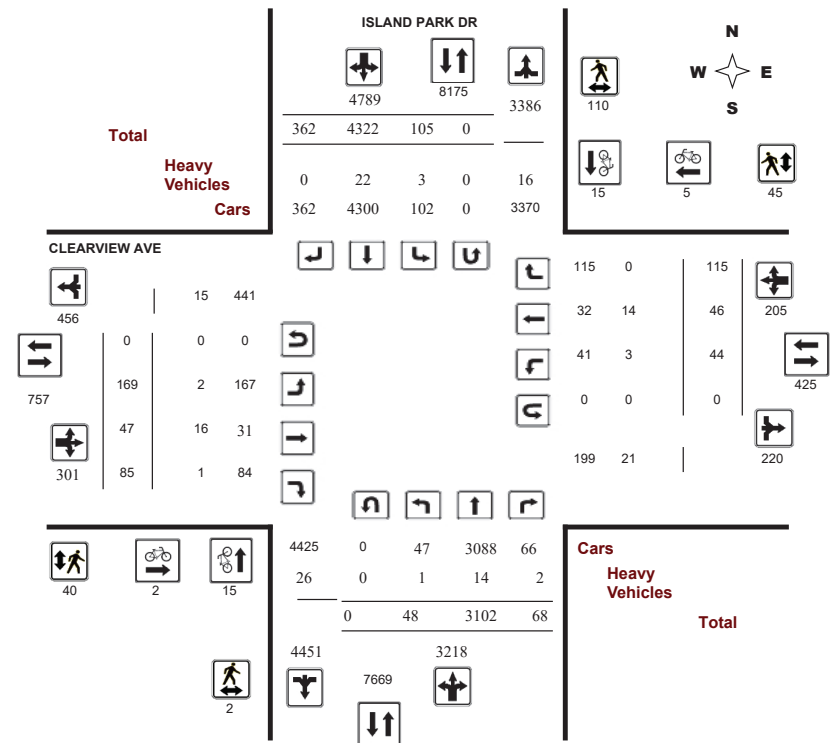 ISLAND PARK DR
N
W E
S
4789 8175 3386 110
Total 362 4322 105 0
Heavy
Vehicles 0 22 3 0 16
Cars 362 4300 102 0 3370
15 5 45
CLEARVIEW AVE
456 15 441
0 0 0
757 169 2 167
47 16 31
301 85 1 84
115 0 115
32 14 46 205
41 3 44
0 0 0 425
199 21 220
40 2 15
2
4425 0 47 3088 66 Cars
26 0 1 14 2 Heavy
Vehicles
0 48 3102 68 Total
4451 7669 3218